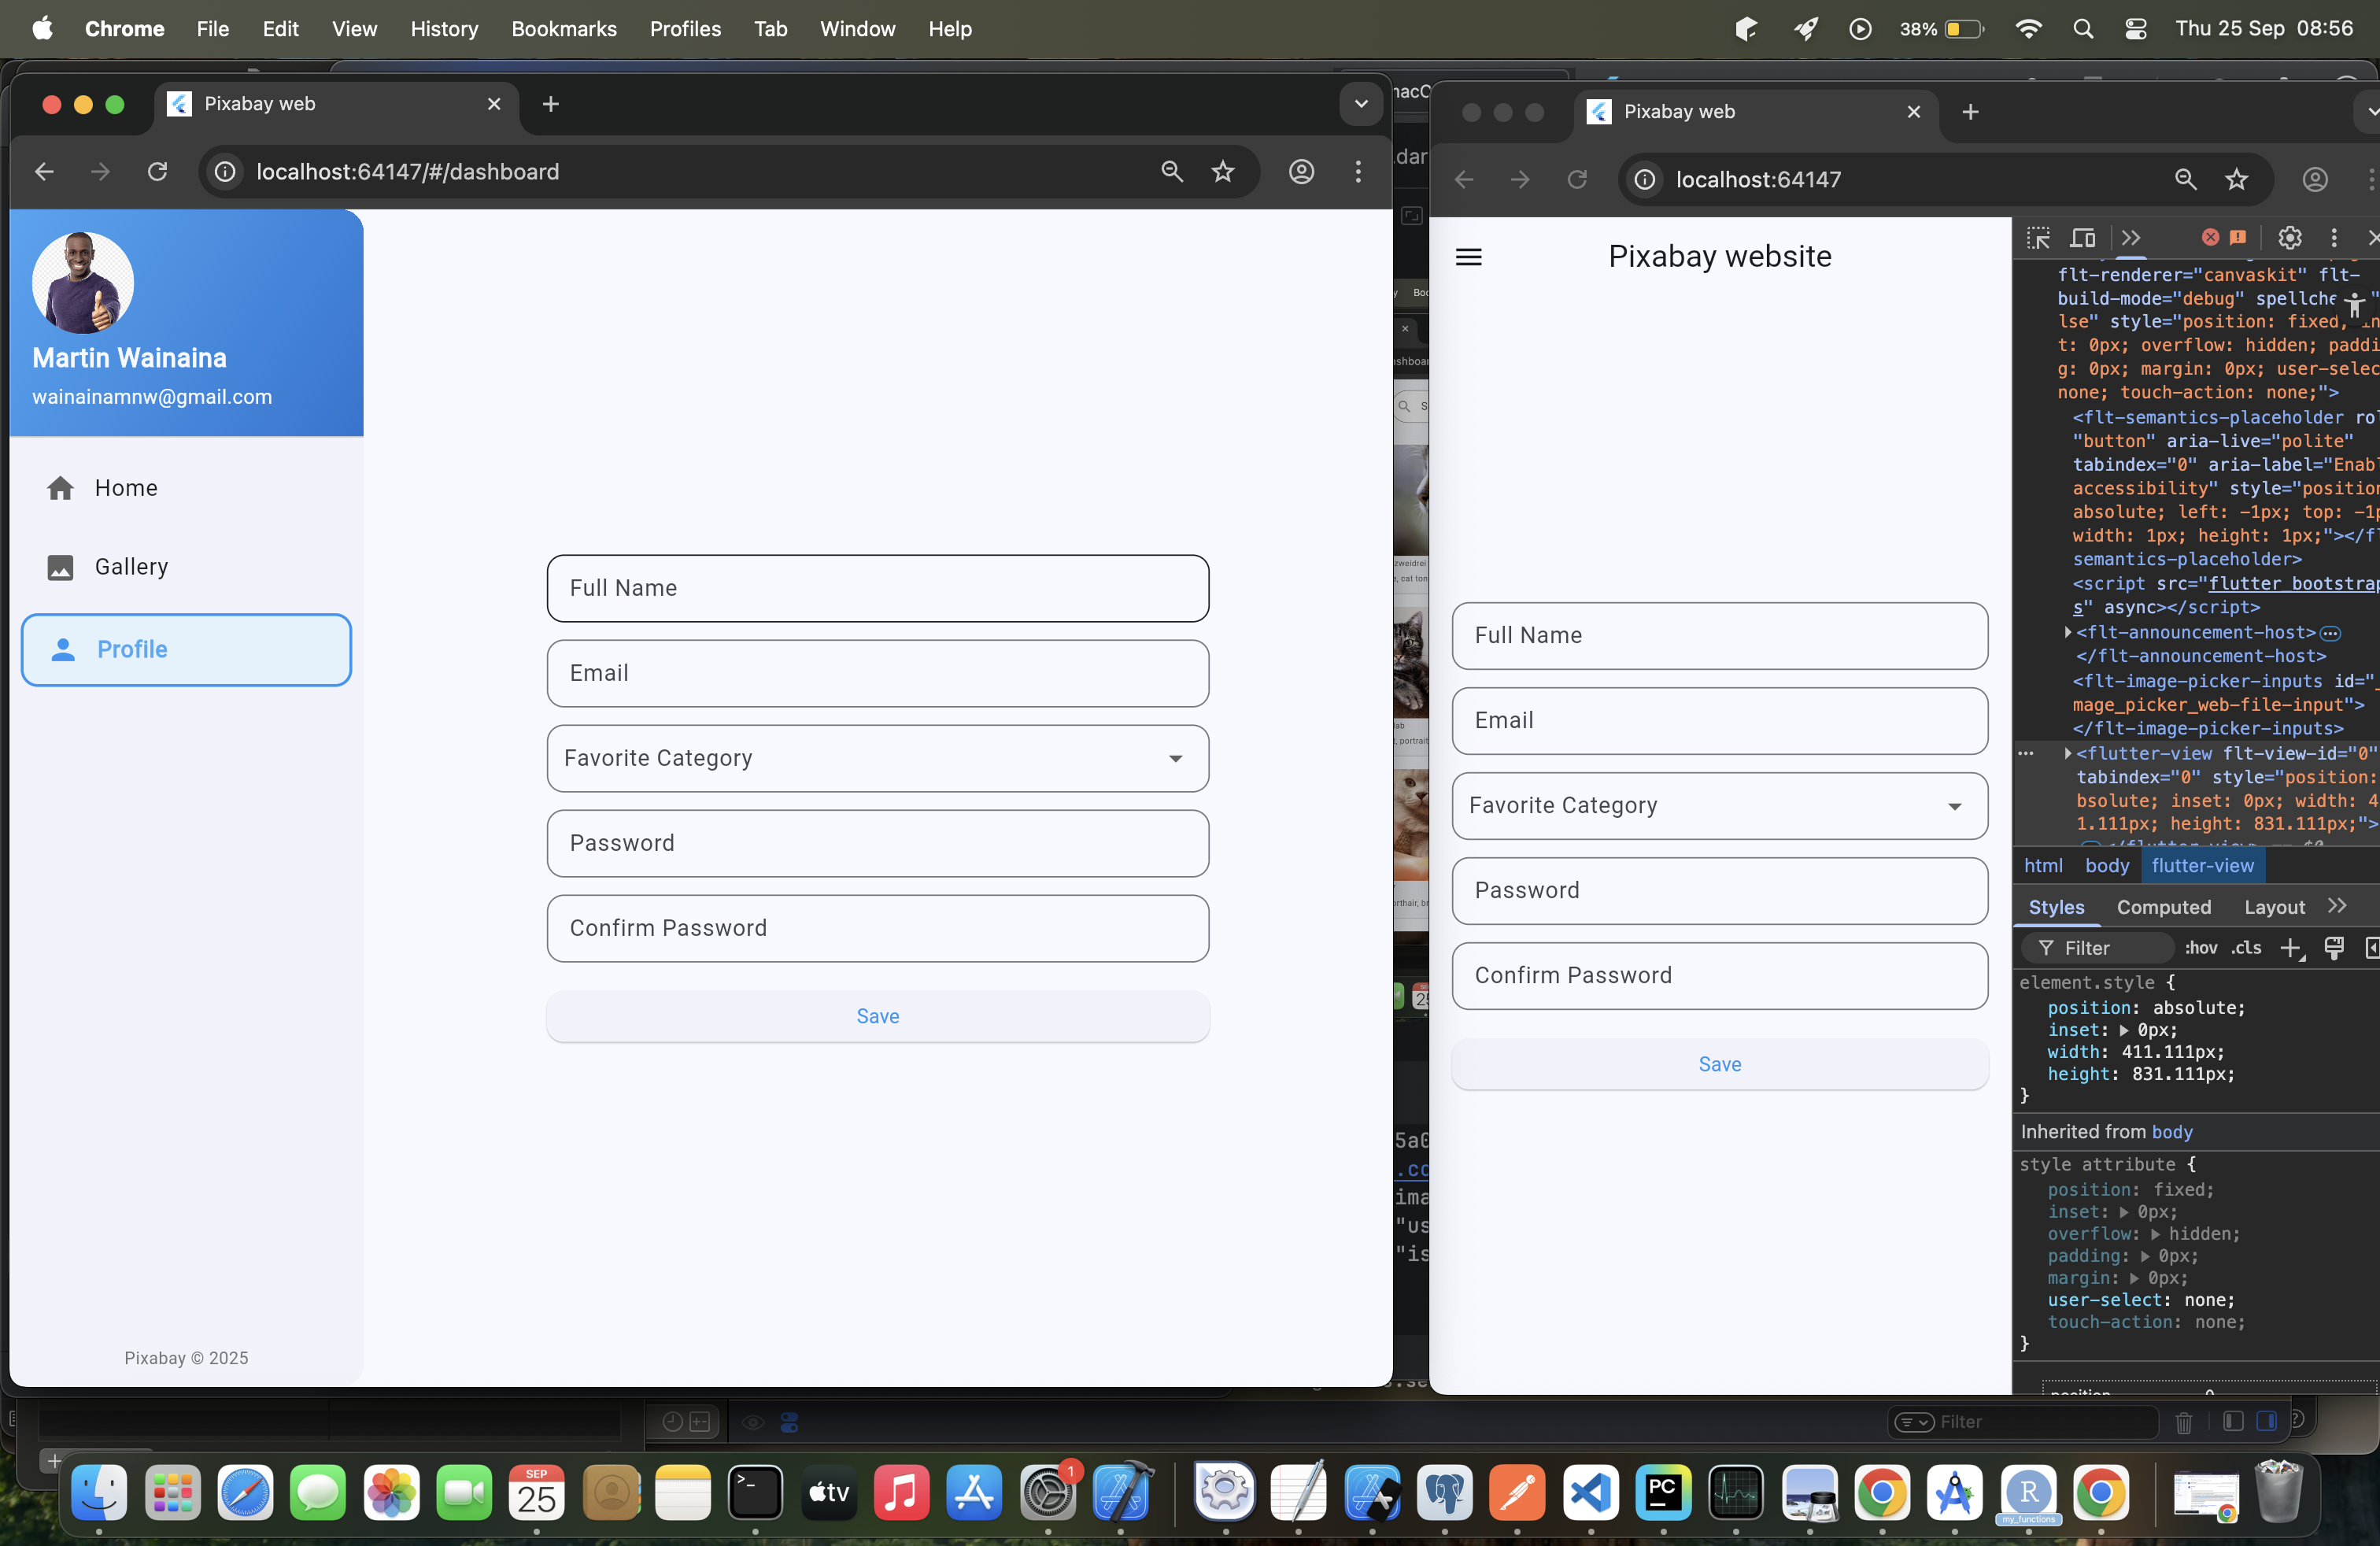 Chrome File Edit View History Bookmarks Profiles Tab Window Help
38% Thu 25 Sep 08:56
Pixabay web
localhost:64147/#/dashboard
Martin Wainaina
wainainamnw@gmail.com
Home
Gallery
Profile
Full Name
Email
Favorite Category
Password
Confirm Password
Save
Pixabay © 2025
Pixabay web
localhost:64147
Pixabay website
Full Name
Email
Favorite Category
Password
Confirm Password
Save
flt-renderer="canvaskit" flt-
build-mode="debug" spellche
lse" style="position: fixed; in
t: 0px; overflow: hidden; paddi
g: 0px; margin: 0px; user-selec
none; touch-action: none;">
<flt-semantics-placeholder ro
"button" aria-live="polite"
tabindex="0" aria-label="Enab
accessibility" style="position
absolute; left: -1px; top: -1p
width: 1px; height: 1px;"></f
semantics-placeholder>
<script src="flutter_bootstrap
s" async></script>
<flt-announcement-host>
</flt-announcement-host>
<flt-image-picker-inputs id="_
mage_picker_web-file-input">
</flt-image-picker-inputs>
<flutter-view flt-view-id="0"
tabindex="0" style="position:
bsolute; inset: 0px; width: 4
1.111px; height: 831.111px;">
html body flutter-view
Styles Computed Layout
Filter :hov .cls
element.style {
position: absolute;
inset: 0px;
width: 411.111px;
height: 831.111px;
}
Inherited from body
style attribute {
position: fixed;
inset: 0px;
overflow: hidden;
padding: 0px;
margin: 0px;
user-select: none;
touch-action: none;
}
Filter
SEP
25
tv
1
PC
R
my_functions